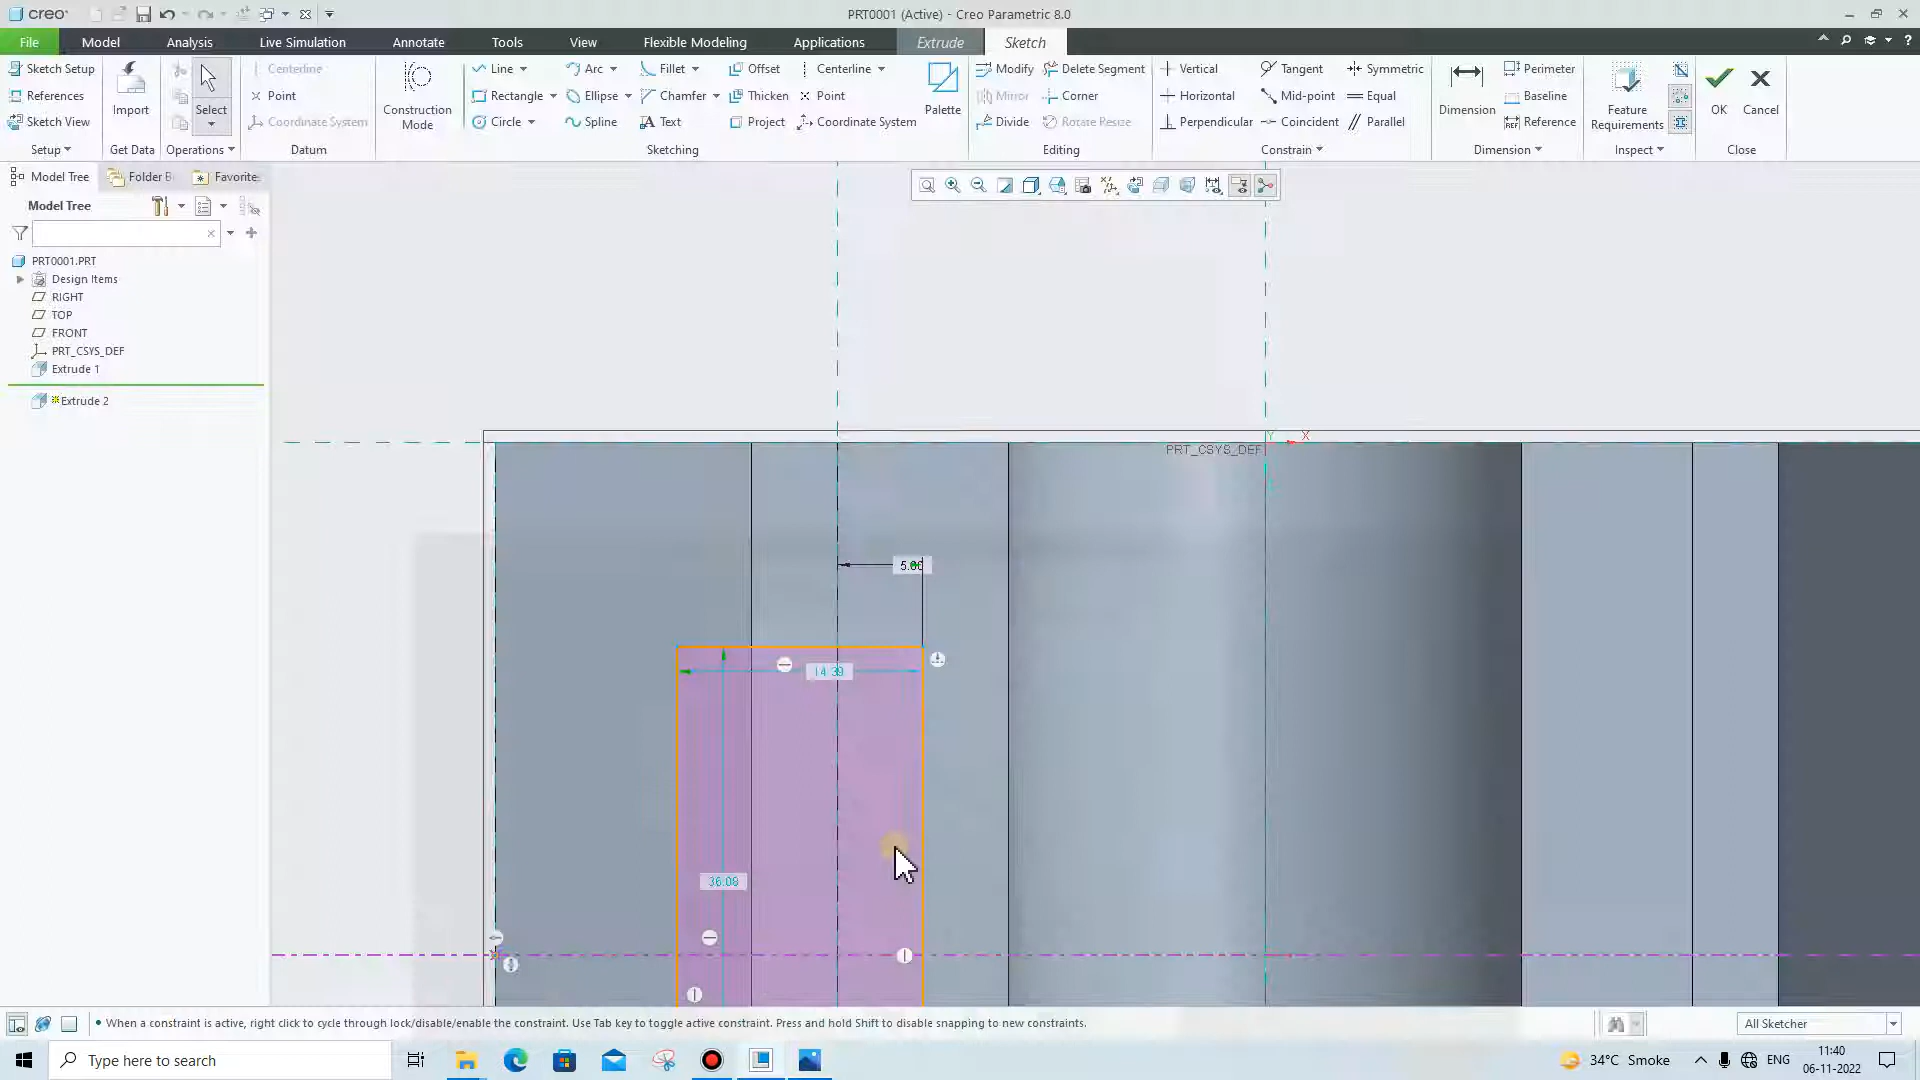 creo
PRT0001 (Active) - Creo Parametric 8.0
File Model Analysis Live Simulation Annotate Tools View Flexible Modeling Applications Extrude Sketch
Sketch Setup
References
Sketch View
Setup
Import
Get Data
Select
Operations
Centerline
Point
Coordinate System
Datum
Construction
Mode
Line Arc Fillet Offset Centerline
Rectangle Ellipse Chamfer Thicken Point
Circle Spline Text Project Coordinate System
Palette
Sketching
Modify Delete Segment
Mirror Corner
Divide Rotate Resize
Editing
Vertical Tangent Symmetric
Horizontal Mid-point Equal
Perpendicular Coincident Parallel
Constrain
Dimension
Perimeter
Baseline
Reference
Dimension
Feature
Requirements
Inspect
OK
Cancel
Close
Model Tree Folder B Favorite
Model Tree
PRT0001.PRT
Design Items
RIGHT
TOP
FRONT
PRT_CSYS_DEF
Extrude 1
Extrude 2
Y X
PRT_CSYS_DEF
14.39
36.08
When a constraint is active, right click to cycle through lock/disable/enable the constraint. Use Tab key to toggle active constraint. Press and hold Shift to disable snapping to new constraints.
All Sketcher
Type here to search
34°C Smoke
ENG
11:40
06-11-2022